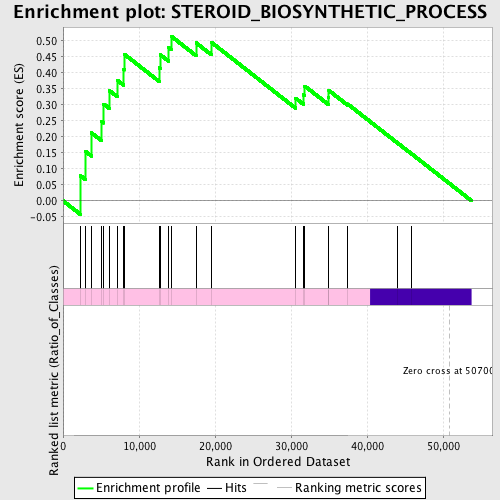 Enrichment plot: STEROID_BIOSYNTHETIC_PROCESS
Enrichment score (ES)
0.50
0.45
0.40
0.35
0.30
0.25
0.20
0.15
0.10
0.05
0.00
-0.05
Ranked list metric (Ratio_of_Classes)
Zero cross at 50700
0
10,000
20,000
30,000
40,000
50,000
Rank in Ordered Dataset
Enrichment profile
Hits
Ranking metric scores